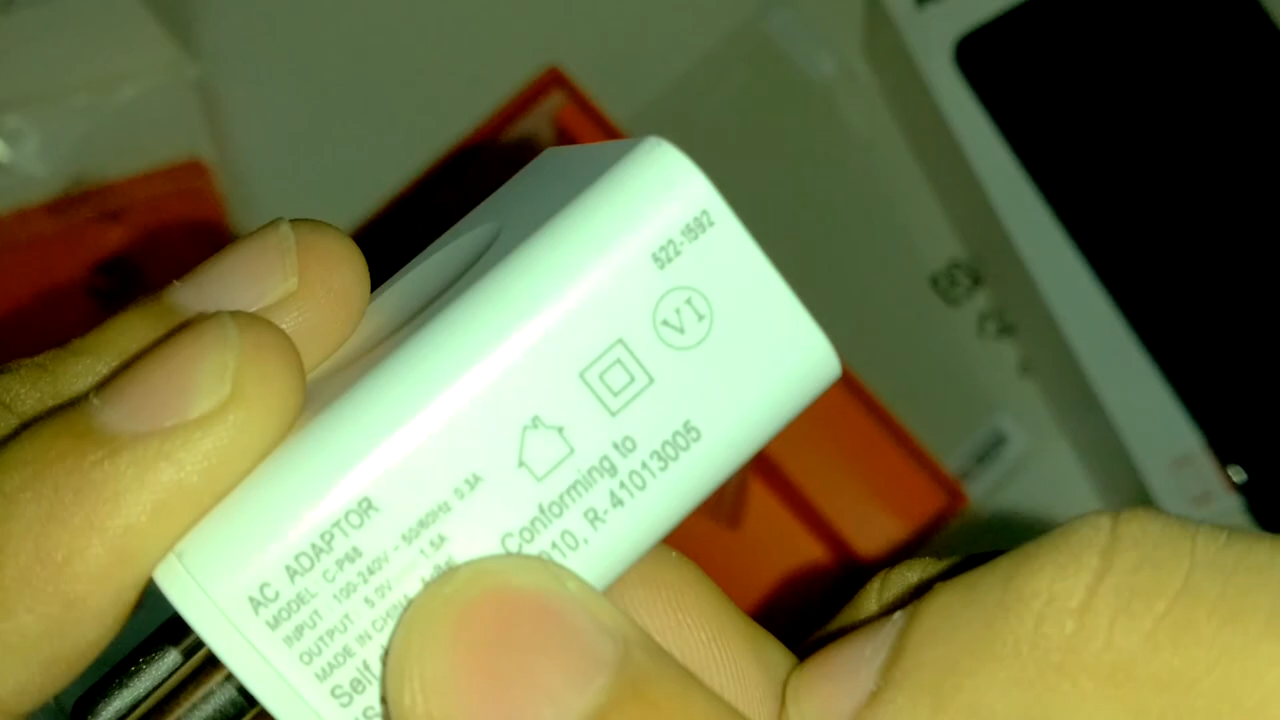 522-1592
VI
AC ADAPTOR
MODEL C-P68
INPUT 100-240V ~ 50/60Hz 0.3A
OUTPUT 5.0V 1.5A
MADE IN CHINA
Self Conforming to
910, R-41013005